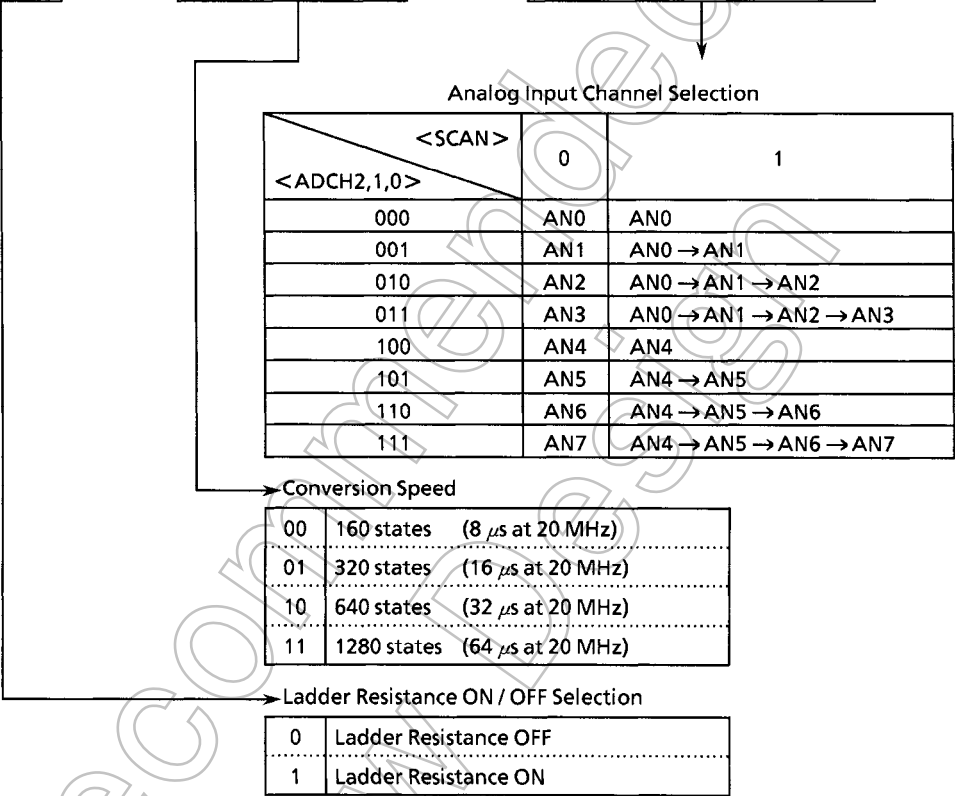 Analog Input Channel Selection
<SCAN> 0 1
<ADCH2,1,0>
000 AN0 AN0
001 AN1 AN0 → AN1
010 AN2 AN0 → AN1 → AN2
011 AN3 AN0 → AN1 → AN2 → AN3
100 AN4 AN4
101 AN5 AN4 → AN5
110 AN6 AN4 → AN5 → AN6
111 AN7 AN4 → AN5 → AN6 → AN7
Conversion Speed
00 160 states (8 μs at 20 MHz)
01 320 states (16 μs at 20 MHz)
10 640 states (32 μs at 20 MHz)
11 1280 states (64 μs at 20 MHz)
Ladder Resistance ON / OFF Selection
0 Ladder Resistance OFF
1 Ladder Resistance ON